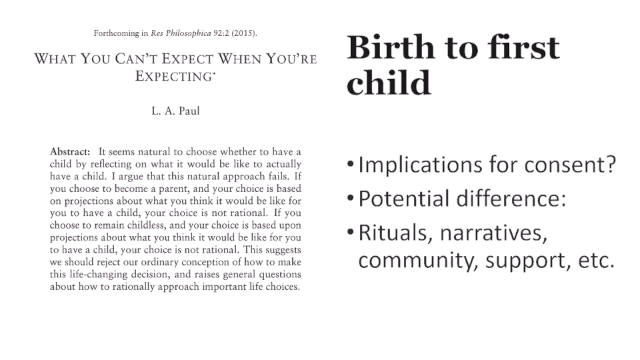 Forthcoming in Res Philosophica 92:2 (2015).
WHAT YOU CAN'T EXPECT WHEN YOU'RE
EXPECTING*
L. A. Paul
Abstract: It seems natural to choose whether to have a
child by reflecting on what it would be like to actually
have a child. I argue that this natural approach fails. If
you choose to become a parent, and your choice is based
on projections about what you think it would be like for
you to have a child, your choice is not rational. If you
choose to remain childless, and your choice is based upon
projections about what you think it would be like for you
to have a child, your choice is not rational. This suggests
we should reject our ordinary conception of how to make
this life-changing decision, and raises general questions
about how to rationally approach important life choices.
Birth to first
child
• Implications for consent?
• Potential difference:
• Rituals, narratives,
community, support, etc.